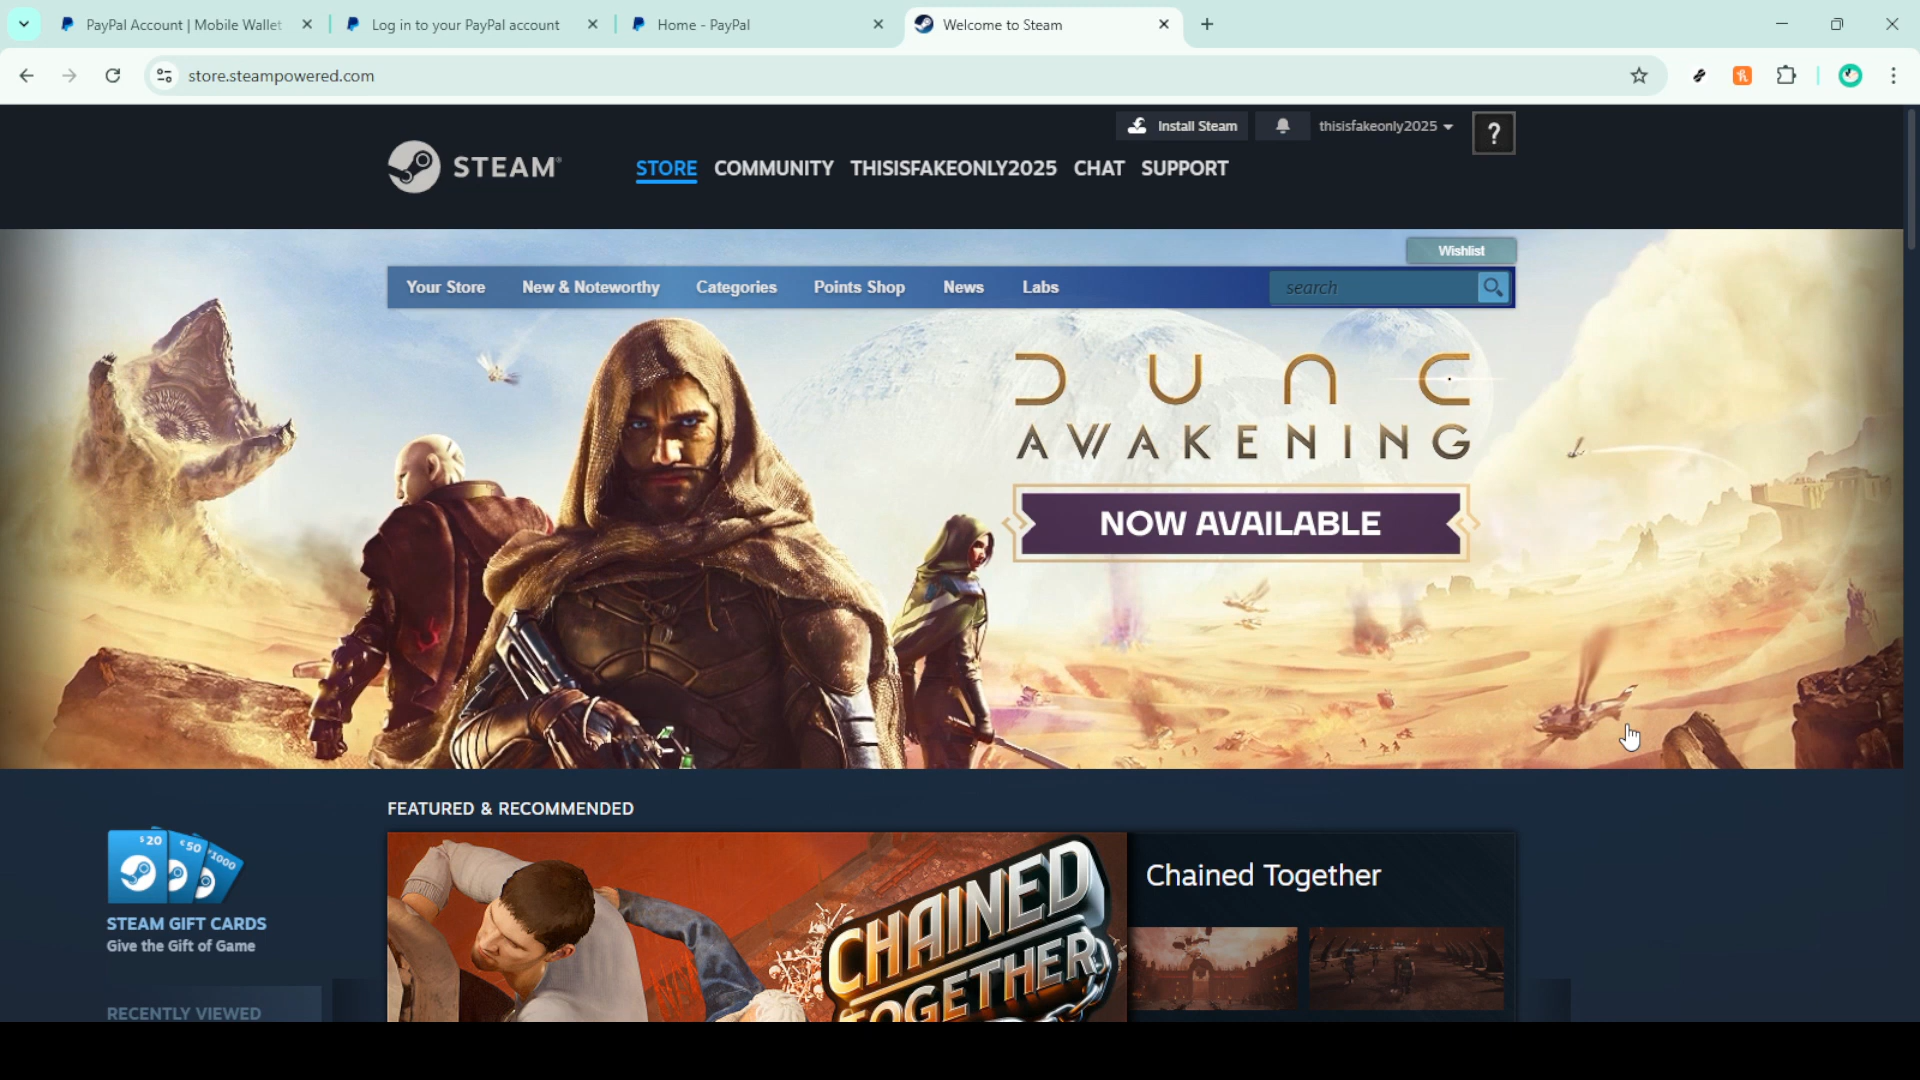 PayPal Account | Mobile Wallet
Log in to your PayPal account
Home - PayPal
Welcome to Steam
store.steampowered.com
Install Steam
thisisfakeonly2025
?
STEAM®
STORE COMMUNITY THISISFAKEONLY2025 CHAT SUPPORT
Wishlist
Your Store New & Noteworthy Categories Points Shop News Labs
search
DUNE
AWAKENING
NOW AVAILABLE
FEATURED & RECOMMENDED
$20 €50 1000
STEAM GIFT CARDS
Give the Gift of Game
RECENTLY VIEWED
CHAINED
TOGETHER
Chained Together